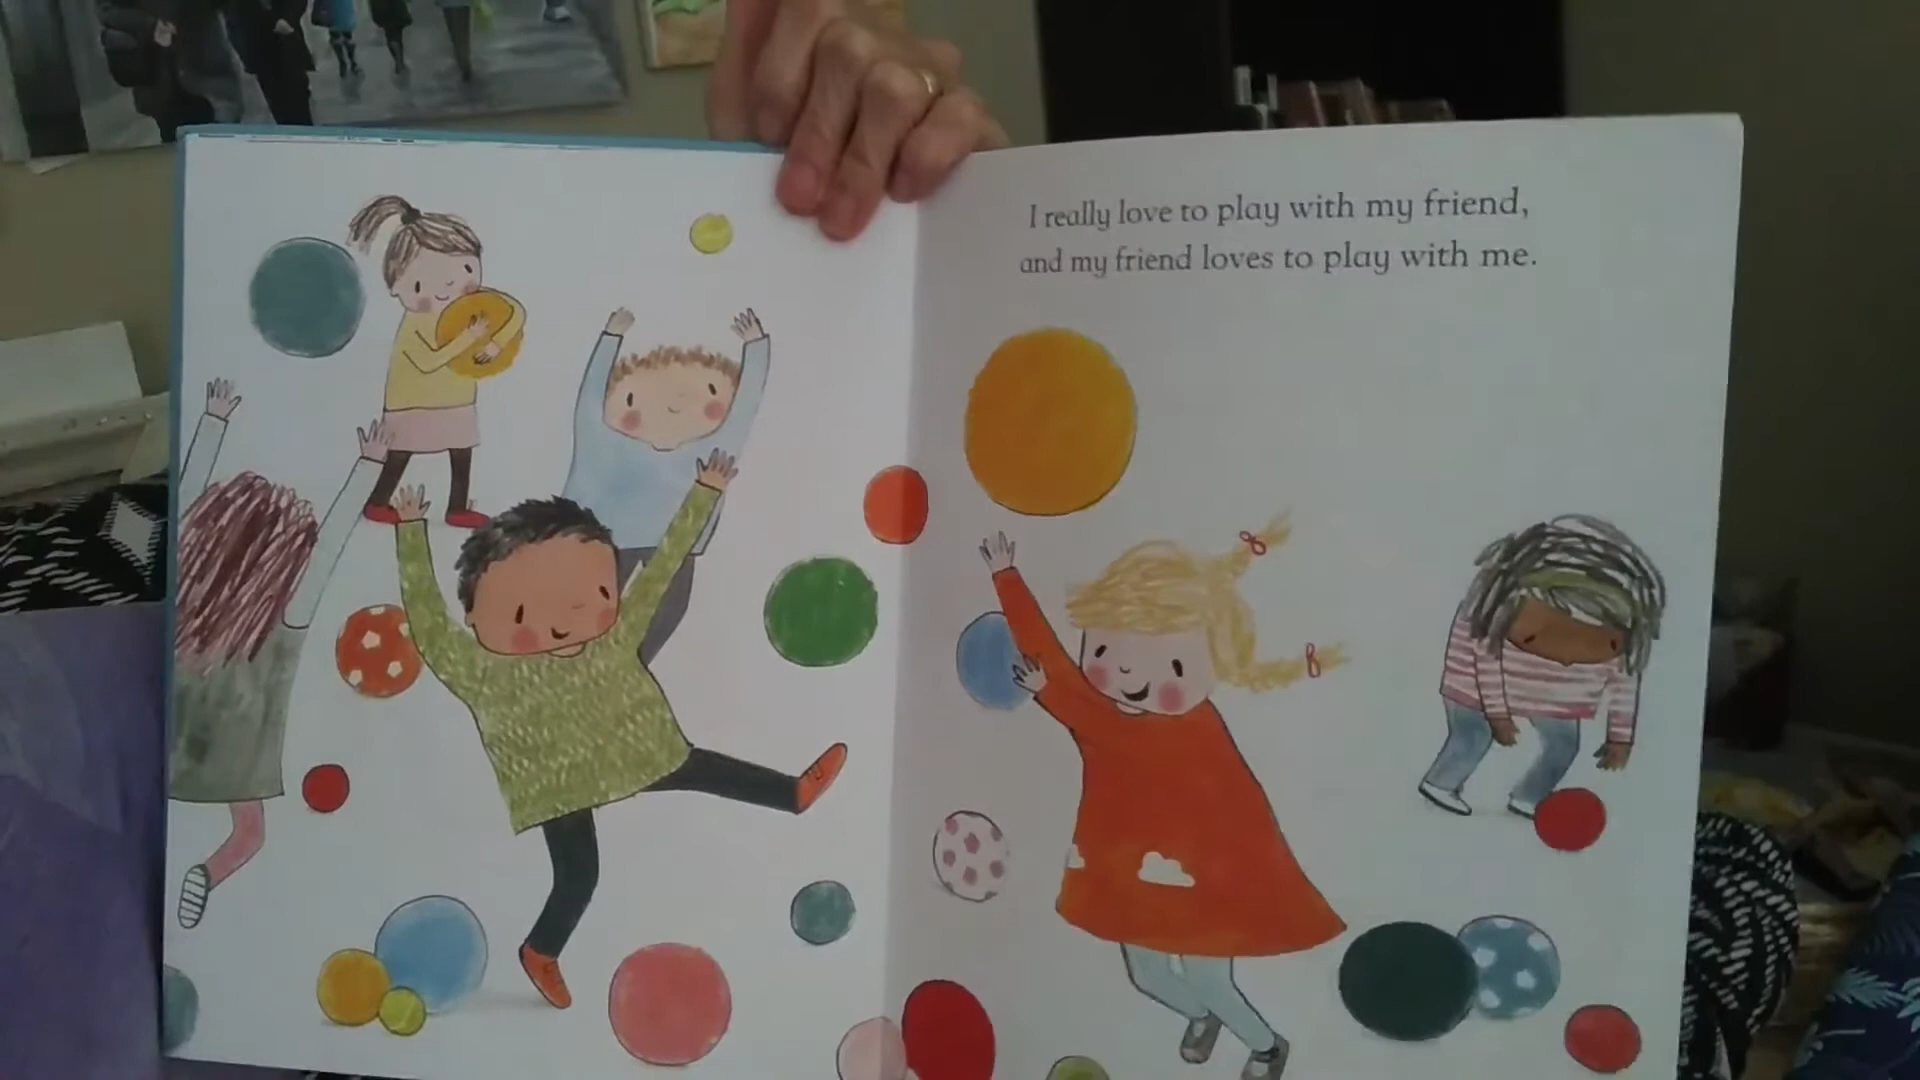 I really love to play with my friend,
and my friend loves to play with me.